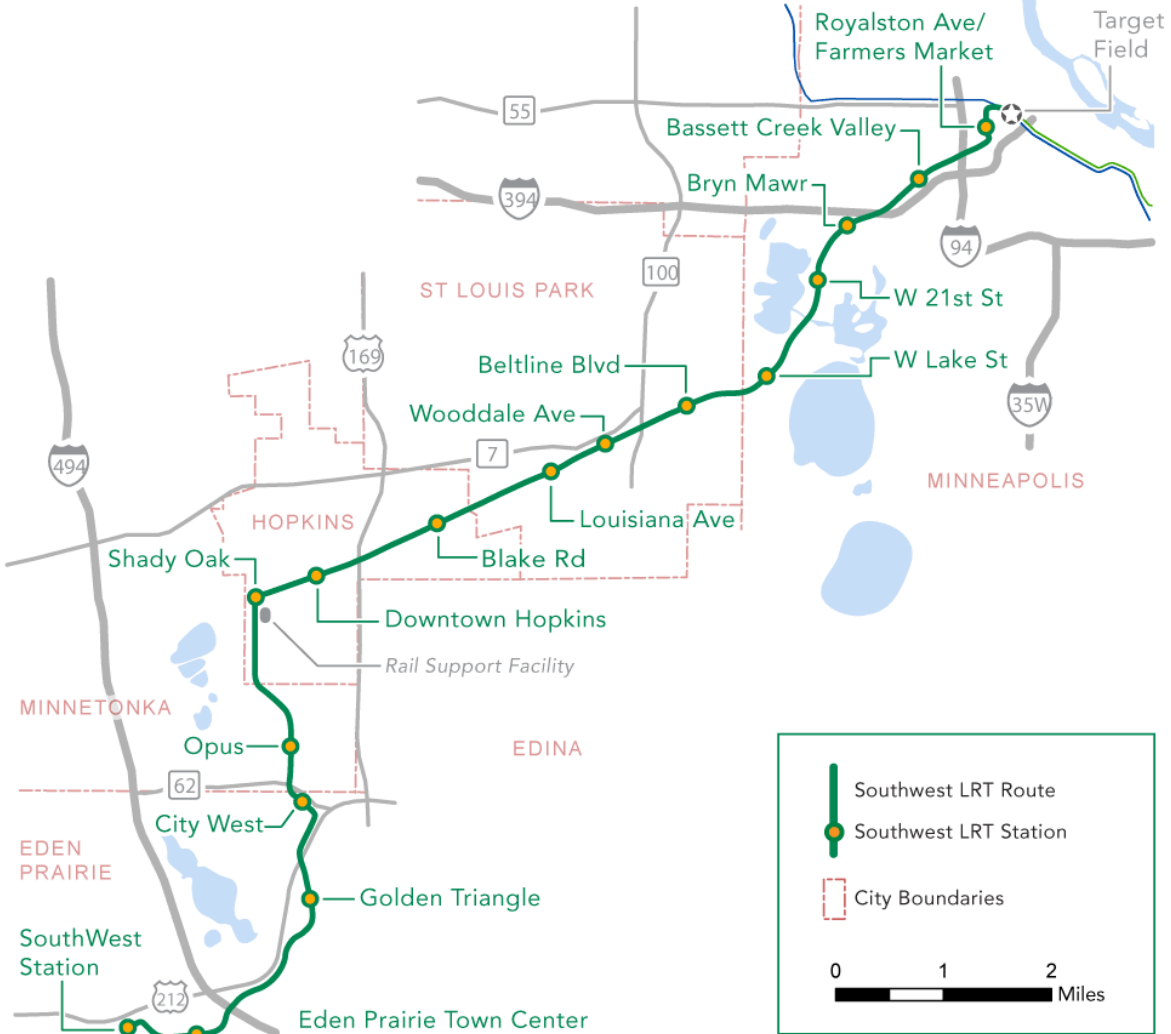 Royalston Ave/
Farmers Market
Target
Field
55
Bassett Creek Valley
Bryn Mawr
394
94
100
ST LOUIS PARK
W 21st St
169
Beltline Blvd
W Lake St
Wooddale Ave
35W
7
494
MINNEAPOLIS
HOPKINS
Louisiana Ave
Shady Oak
Blake Rd
Downtown Hopkins
Rail Support Facility
MINNETONKA
Opus
EDINA
62
City West
EDEN
PRAIRIE
Golden Triangle
SouthWest
Station
212
Eden Prairie Town Center
Southwest LRT Route
Southwest LRT Station
City Boundaries
0 1 2
Miles